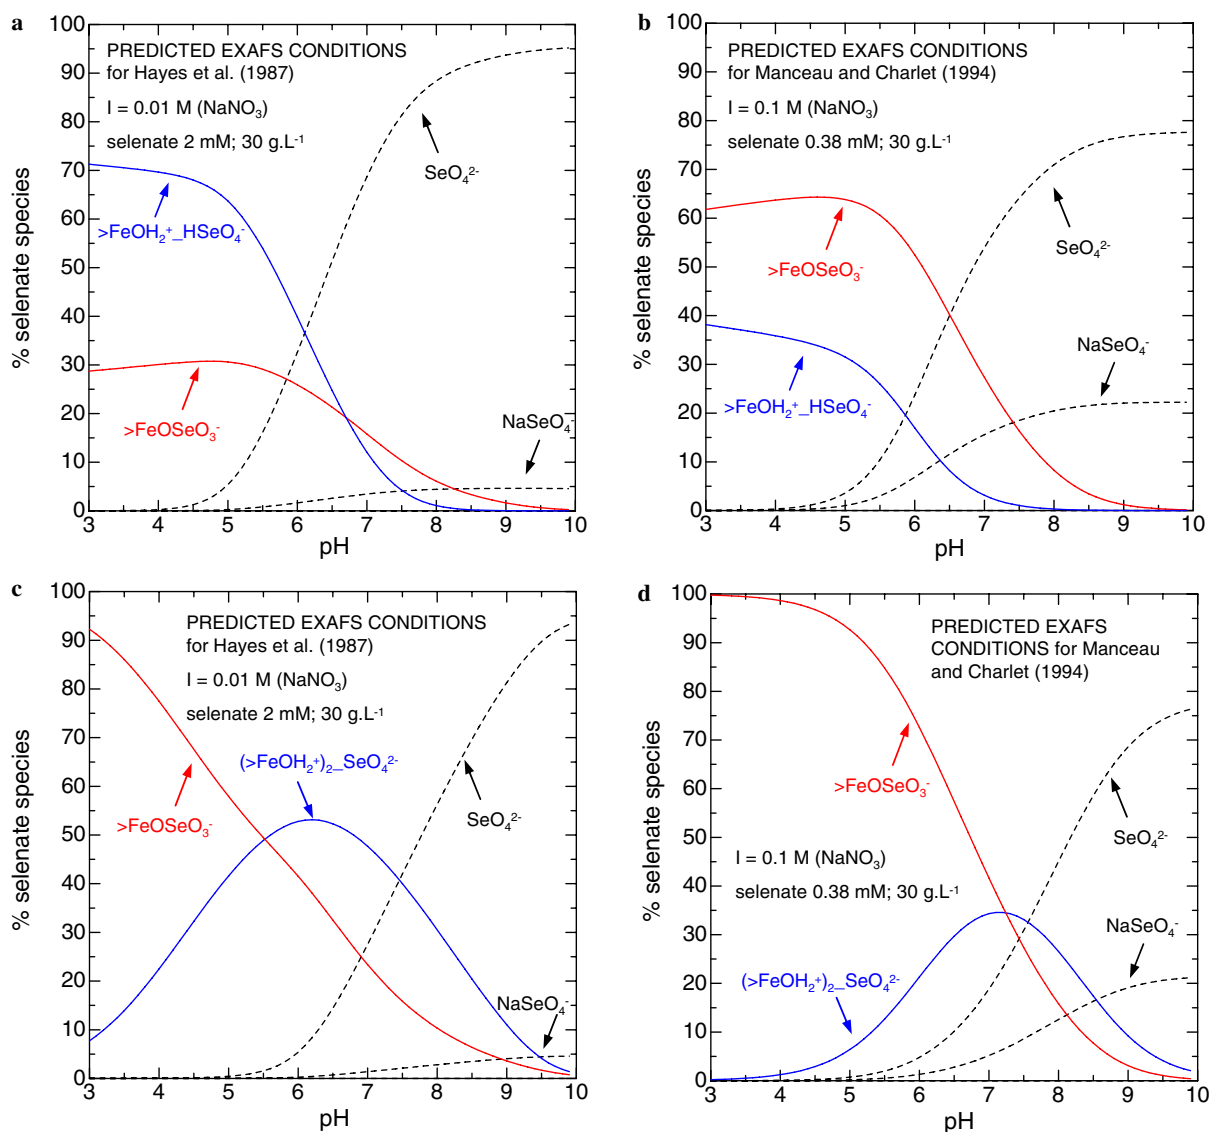 a
PREDICTED EXAFS CONDITIONS
for Hayes et al. (1987)
I = 0.01 M (NaNO₃)
selenate 2 mM; 30 g.L⁻¹
SeO₄²⁻
>FeOH₂⁺_HSeO₄⁻
>FeOSeO₃⁻
NaSeO₄⁻
% selenate species
100
90
80
70
60
50
40
30
20
10
0
3 4 5 6 7 8 9 10
pH
b
PREDICTED EXAFS CONDITIONS
for Manceau and Charlet (1994)
I = 0.1 M (NaNO₃)
selenate 0.38 mM; 30 g.L⁻¹
SeO₄²⁻
>FeOSeO₃⁻
NaSeO₄⁻
>FeOH₂⁺_HSeO₄⁻
% selenate species
100
90
80
70
60
50
40
30
20
10
0
3 4 5 6 7 8 9 10
pH
c
PREDICTED EXAFS CONDITIONS
for Hayes et al. (1987)
I = 0.01 M (NaNO₃)
selenate 2 mM; 30 g.L⁻¹
(>FeOH₂⁺)₂_SeO₄²⁻
>FeOSeO₃⁻
SeO₄²⁻
NaSeO₄⁻
% selenate species
100
90
80
70
60
50
40
30
20
10
0
3 4 5 6 7 8 9 10
pH
d
PREDICTED EXAFS
CONDITIONS for Manceau
and Charlet (1994)
>FeOSeO₃⁻
SeO₄²⁻
I = 0.1 M (NaNO₃)
selenate 0.38 mM; 30 g.L⁻¹
NaSeO₄⁻
(>FeOH₂⁺)₂_SeO₄²⁻
% selenate species
100
90
80
70
60
50
40
30
20
10
0
3 4 5 6 7 8 9 10
pH